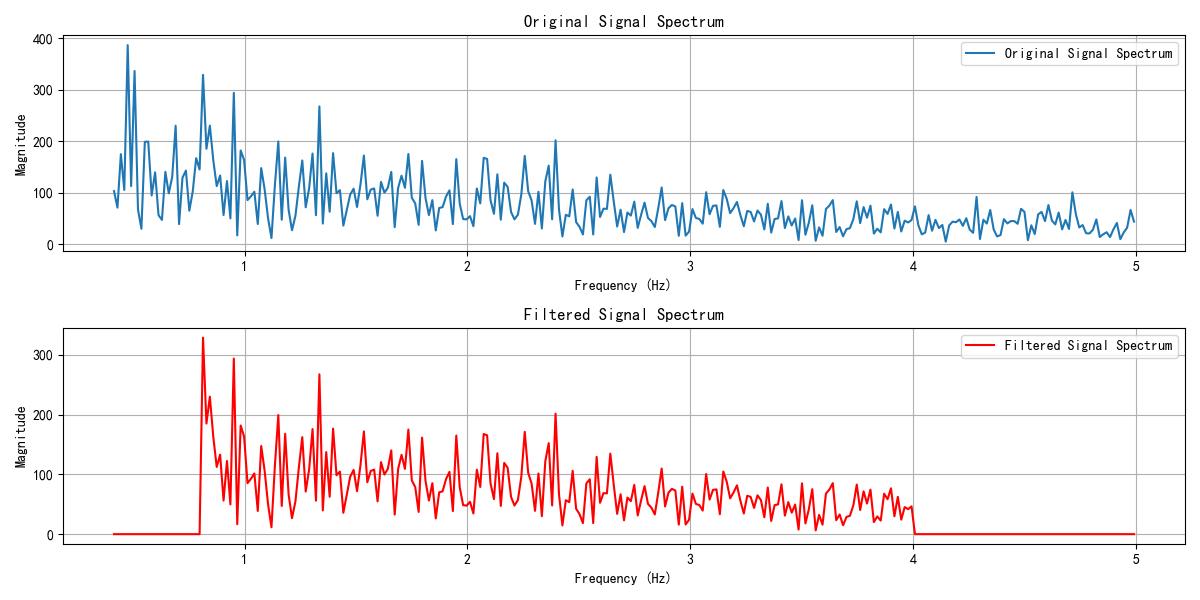 Original Signal Spectrum
400
300
200
100
0
Magnitude
Original Signal Spectrum
1 2 3 4 5
Frequency (Hz)
Filtered Signal Spectrum
300
200
100
0
Magnitude
Filtered Signal Spectrum
1 2 3 4 5
Frequency (Hz)